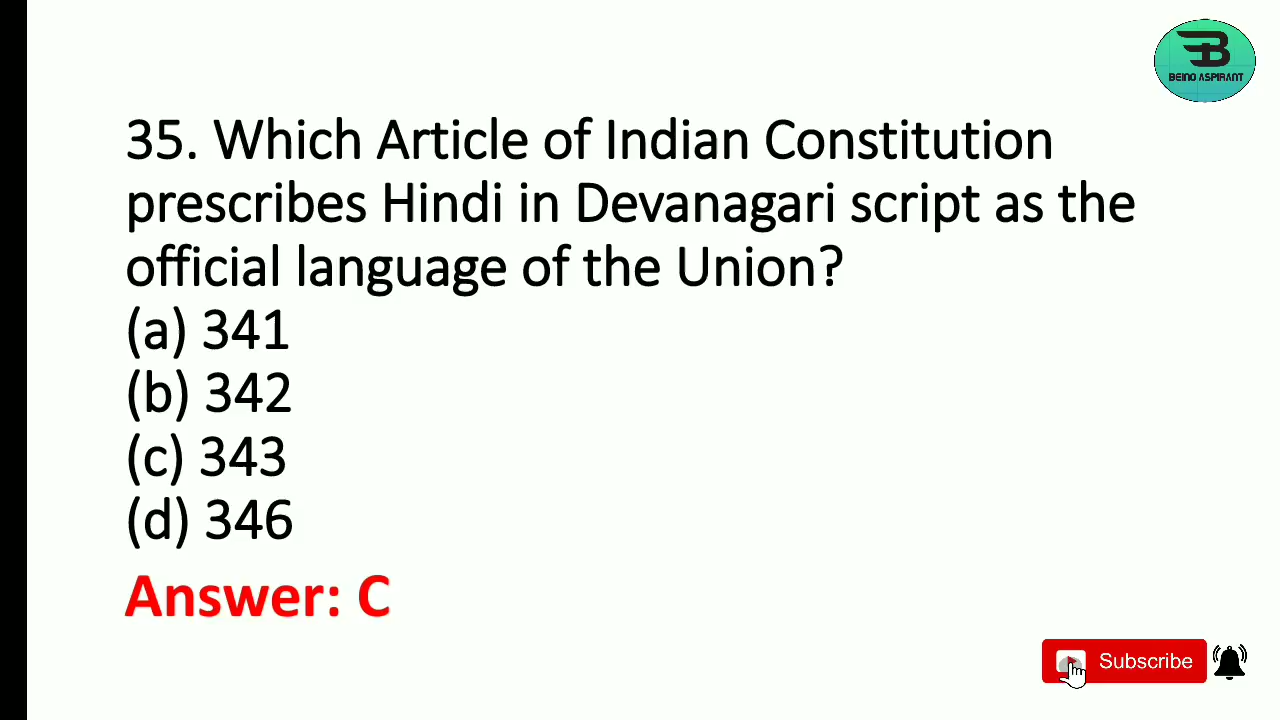 BEINO ASPIRANT
35. Which Article of Indian Constitution
prescribes Hindi in Devanagari script as the
official language of the Union?
(a) 341
(b) 342
(c) 343
(d) 346
Answer: C
Subscribe